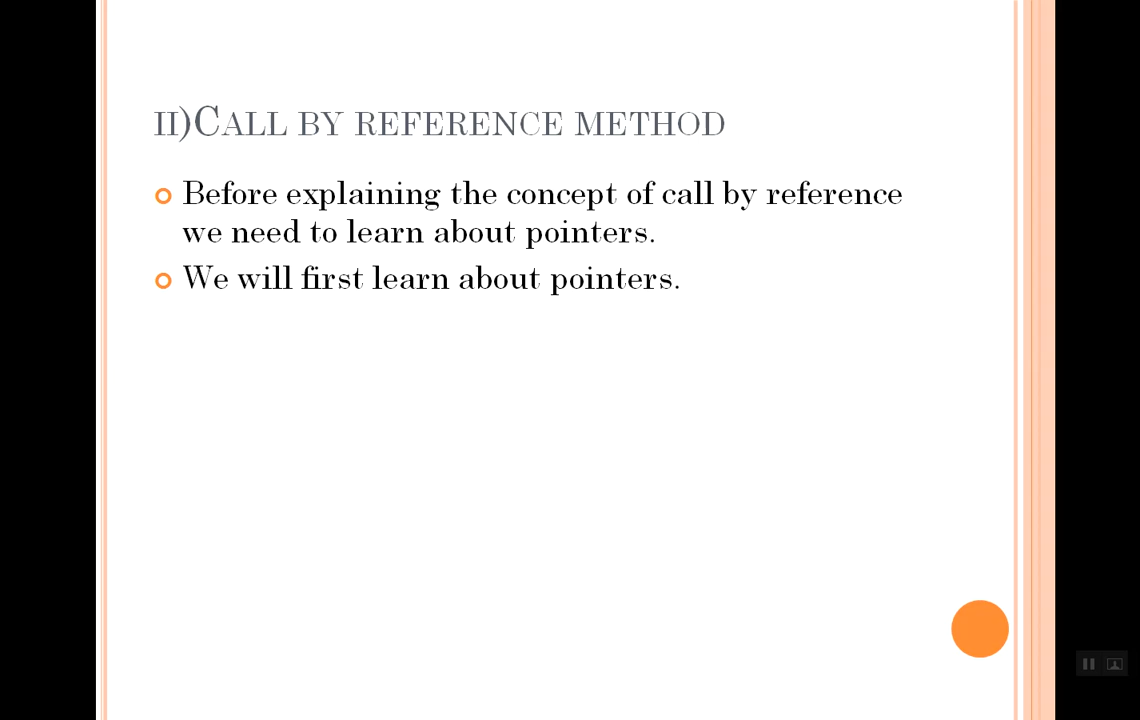 II)CALL BY REFERENCE METHOD
Before explaining the concept of call by reference
we need to learn about pointers.
We will first learn about pointers.